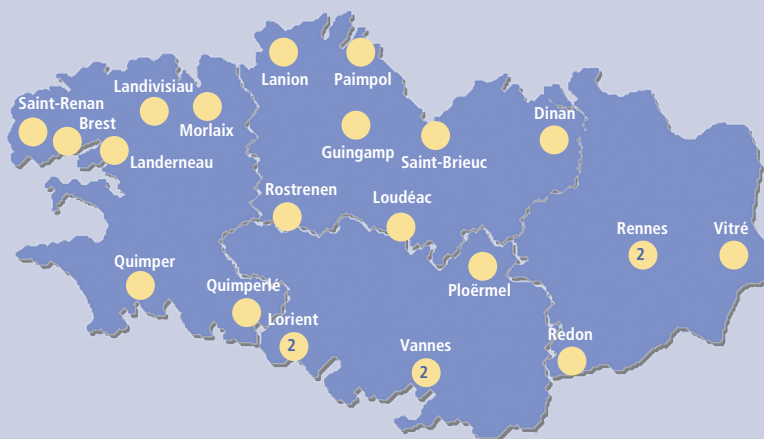 Lanion
Paimpol
Landivisiau
Saint-Renan
Brest
Morlaix
Dinan
Guingamp
Saint-Brieuc
Landerneau
Rostrenen
Loudéac
Rennes
2
Vitré
Quimper
Ploërmel
Quimperlé
Lorient
2
Vannes
2
Redon